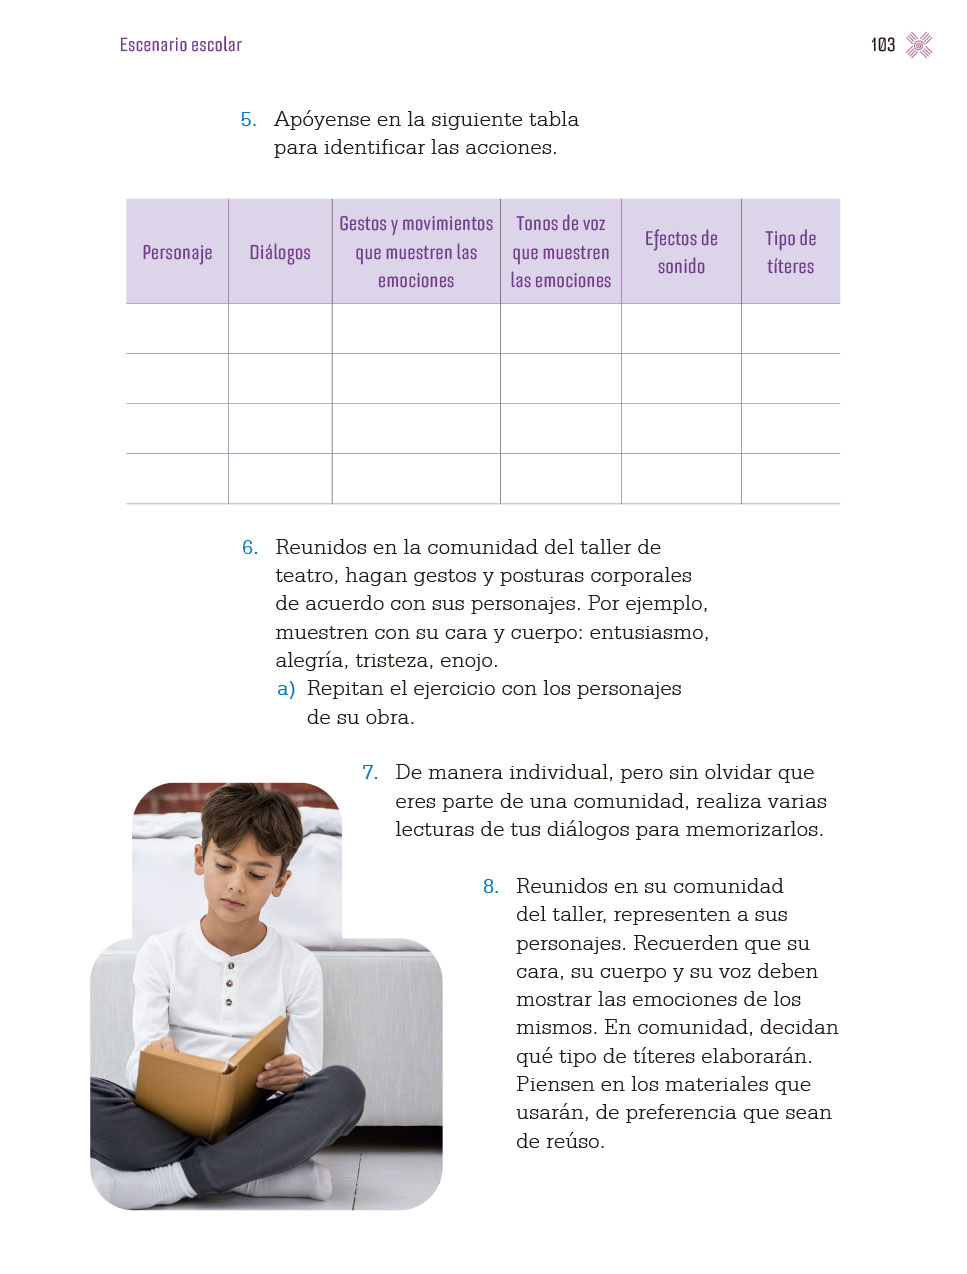 Escenario escolar
103
5. Apóyense en la siguiente tabla
para identificar las acciones.
Personaje
Diálogos
Gestos y movimientos
que muestren las
emociones
Tonos de voz
que muestren
las emociones
Efectos de
sonido
Tipo de
títeres
6. Reunidos en la comunidad del taller de
teatro, hagan gestos y posturas corporales
de acuerdo con sus personajes. Por ejemplo,
muestren con su cara y cuerpo: entusiasmo,
alegría, tristeza, enojo.
a) Repitan el ejercicio con los personajes
de su obra.
7. De manera individual, pero sin olvidar que
eres parte de una comunidad, realiza varias
lecturas de tus diálogos para memorizarlos.
8. Reunidos en su comunidad
del taller, representen a sus
personajes. Recuerden que su
cara, su cuerpo y su voz deben
mostrar las emociones de los
mismos. En comunidad, decidan
qué tipo de títeres elaborarán.
Piensen en los materiales que
usarán, de preferencia que sean
de reúso.